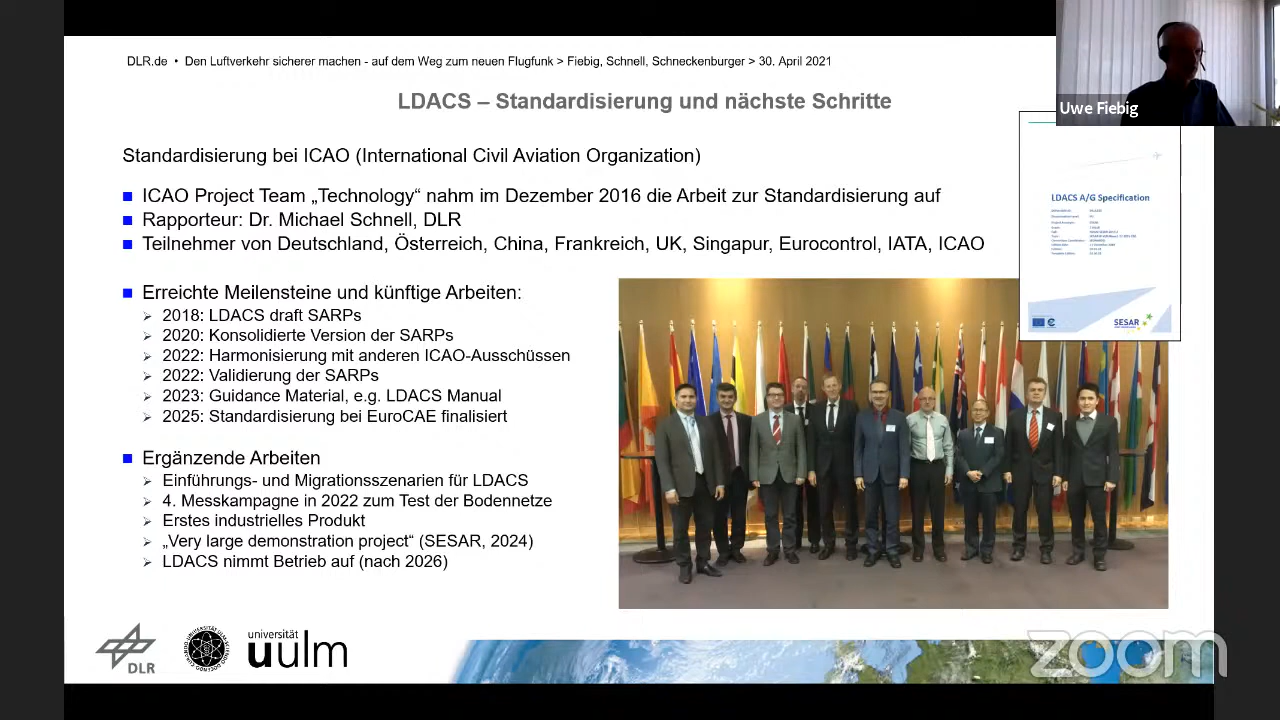 DLR.de • Den Luftverkehr sicherer machen - auf dem Weg zum neuen Flugfunk > Fiebig, Schnell, Schneckenburger > 30. April 2021
Uwe Fiebig
LDACS – Standardisierung und nächste Schritte
Standardisierung bei ICAO (International Civil Aviation Organization)
ICAO Project Team „Technology“ nahm im Dezember 2016 die Arbeit zur Standardisierung auf
Rapporteur: Dr. Michael Schnell, DLR
Teilnehmer von Deutschland, Österreich, China, Frankreich, UK, Singapur, Eurocontrol, IATA, ICAO
LDACS A/G Specification
SESAR
Erreichte Meilensteine und künftige Arbeiten:
2018: LDACS draft SARPs
2020: Konsolidierte Version der SARPs
2022: Harmonisierung mit anderen ICAO-Ausschüssen
2022: Validierung der SARPs
2023: Guidance Material, e.g. LDACS Manual
2025: Standardisierung bei EuroCAE finalisiert
Ergänzende Arbeiten
Einführungs- und Migrationsszenarien für LDACS
4. Messkampagne in 2022 zum Test der Bodennetze
Erstes industrielles Produkt
„Very large demonstration project“ (SESAR, 2024)
LDACS nimmt Betrieb auf (nach 2026)
DLR
universität
uulm
zoom